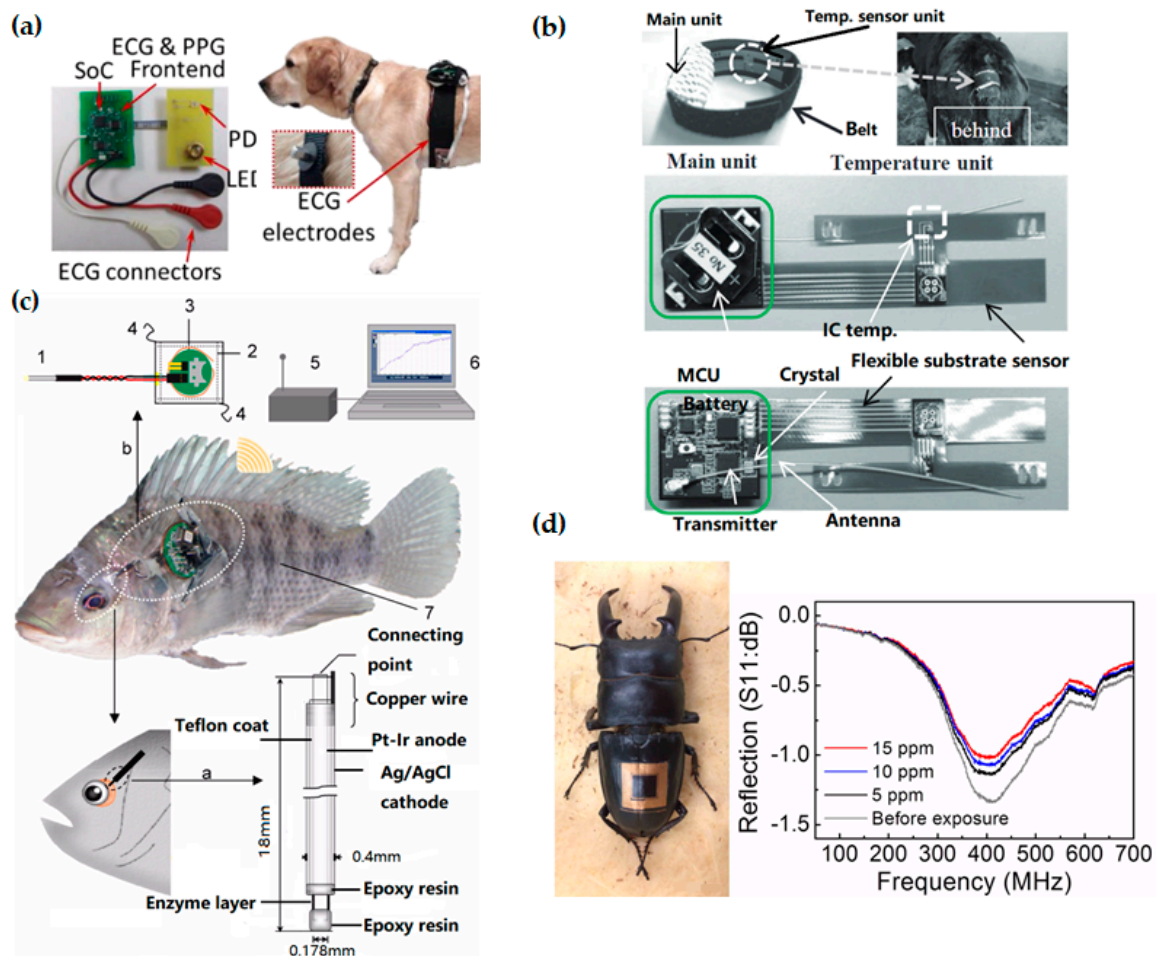 (a)
ECG & PPG
SoC Frontend
PD
LED
ECG
electrodes
ECG connectors
(b)
Main unit
Temp. sensor unit
Belt
behind
Main unit Temperature unit
No 35
+
IC temp.
Flexible substrate sensor
MCU
Crystal
Battery
Transmitter
Antenna
(c)
1
2
3
4
4
5
6
b
7
Connecting
point
Copper wire
Teflon coat
Pt-Ir anode
Ag/AgCl
cathode
a
18mm
0.4mm
Epoxy resin
Enzyme layer
Epoxy resin
0.178mm
(d)
0.0
-0.5
-1.0
-1.5
Reflection (S11:dB)
15 ppm
10 ppm
5 ppm
Before exposure
100 200 300 400 500 600 700
Frequency (MHz)